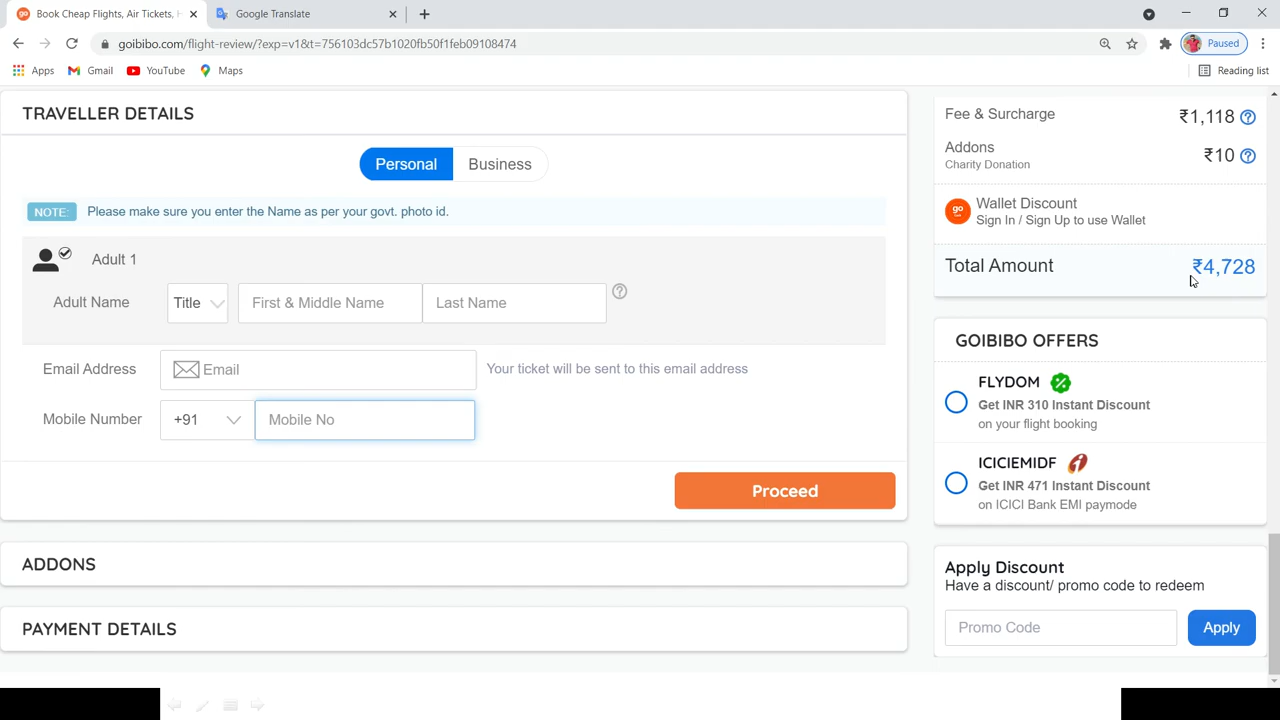 Book Cheap Flights, Air Tickets, H
Google Translate
goibibo.com/flight-review/?exp=v1&t=756103dc57b1020fb50f1feb09108474
Paused
Apps
Gmail
YouTube
Maps
Reading list
TRAVELLER DETAILS
Personal
Business
NOTE:
Please make sure you enter the Name as per your govt. photo id.
Adult 1
Adult Name
Title
First & Middle Name
Last Name
Email Address
Email
Your ticket will be sent to this email address
Mobile Number
+91
Mobile No
Proceed
ADDONS
PAYMENT DETAILS
Fee & Surcharge
₹1,118
Addons
Charity Donation
₹10
go
Wallet Discount
Sign In / Sign Up to use Wallet
Total Amount
₹4,728
GOIBIBO OFFERS
FLYDOM
Get INR 310 Instant Discount
on your flight booking
ICICIEMIDF
Get INR 471 Instant Discount
on ICICI Bank EMI paymode
Apply Discount
Have a discount/ promo code to redeem
Promo Code
Apply